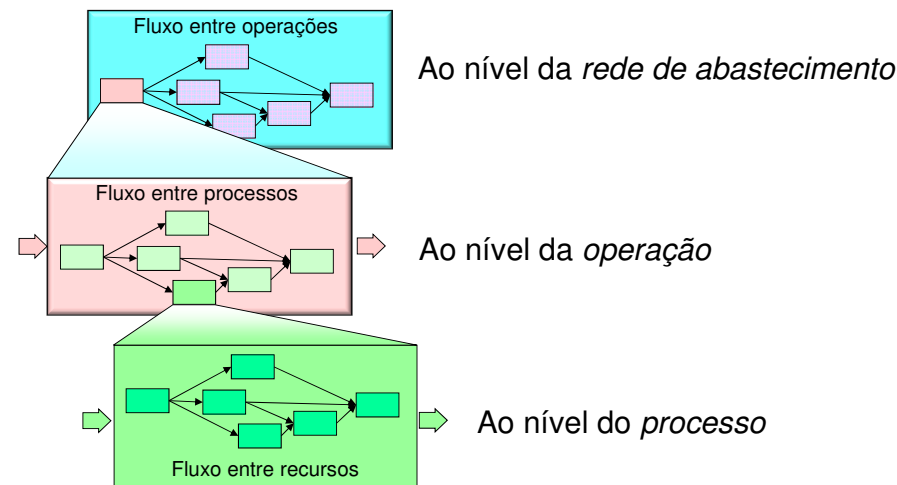 Fluxo entre operações
Ao nível da rede de abastecimento
Fluxo entre processos
Ao nível da operação
Ao nível do processo
Fluxo entre recursos